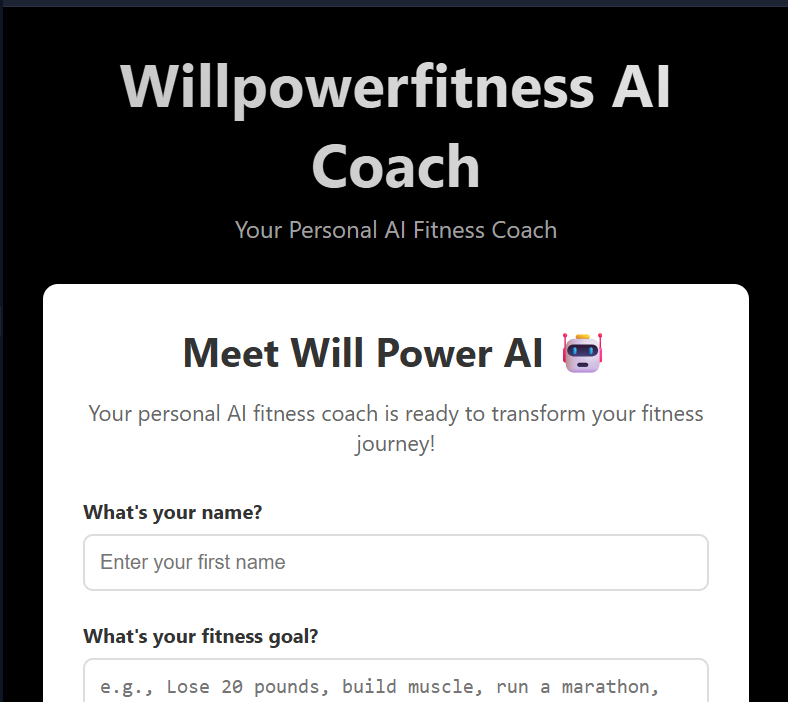 Willpowerfitness AI
Coach
Your Personal AI Fitness Coach
Meet Will Power AI 🤖
Your personal AI fitness coach is ready to transform your fitness
journey!
What's your name?
Enter your first name
What's your fitness goal?
e.g., Lose 20 pounds, build muscle, run a marathon,